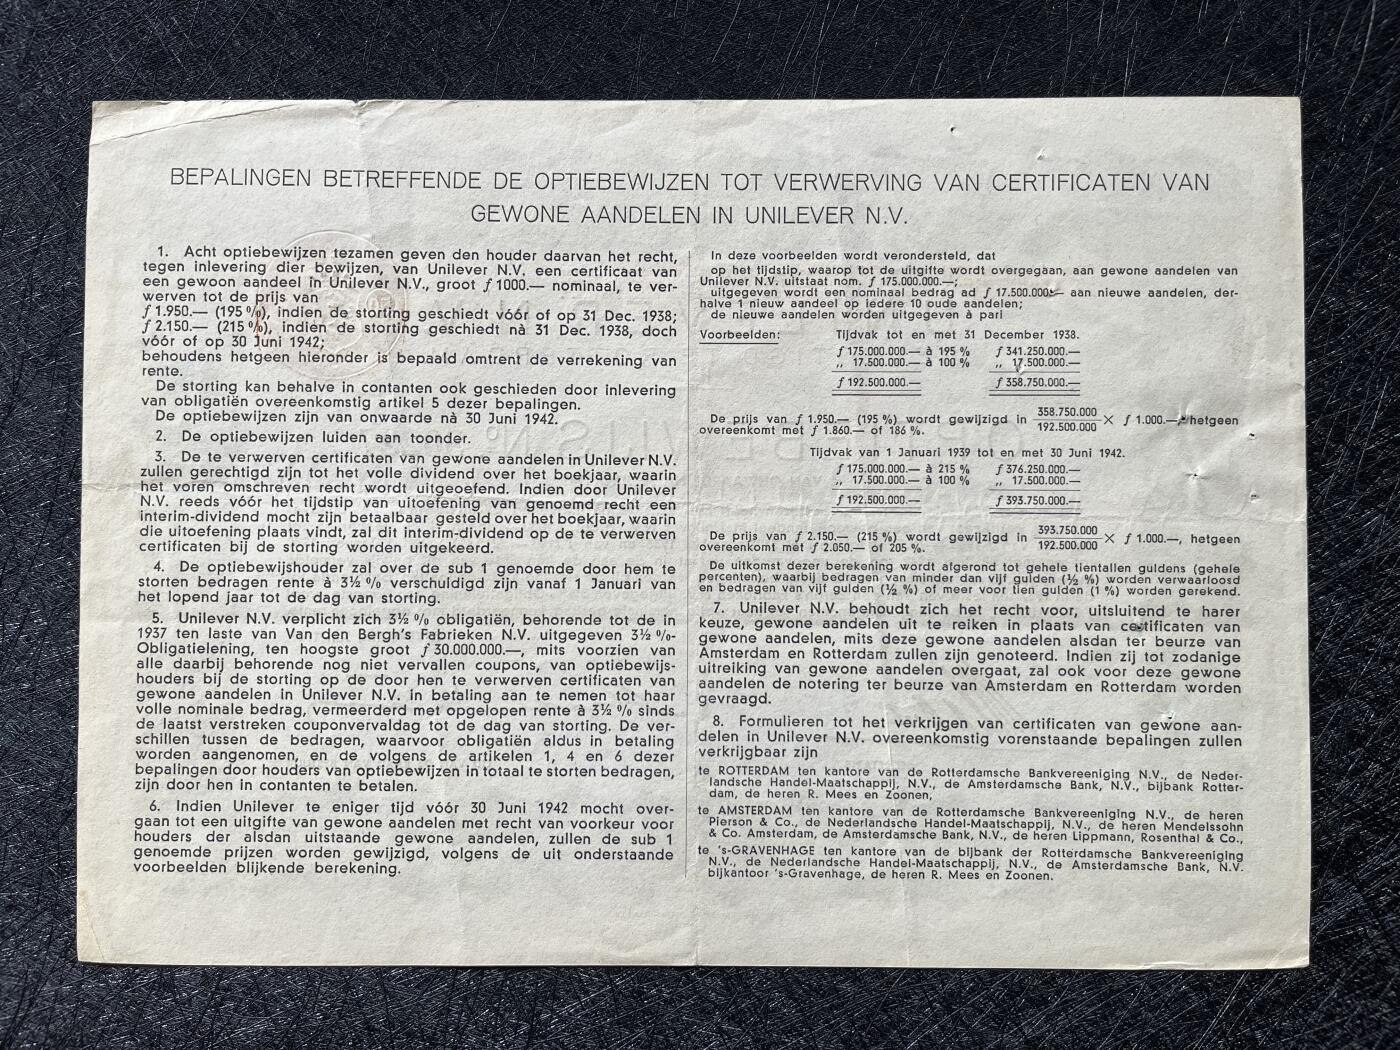 BEPALINGEN BETREFFENDE DE OPTIEBEWIJZEN TOT VERWERVING VAN CERTIFICATEN VAN
GEWONE AANDELEN IN UNILEVER N.V.
1. Acht optiebewijzen tezamen geven den houder daarvan het recht,
tegen inlevering dier bewijzen, van Unilever N.V. een certificaat van
een gewoon aandeel in Unilever N.V., groot ƒ 1000.— nominaal, te ver-
werven tot de prijs van
ƒ 1.950.— (195 %), indien de storting geschiedt vóór of op 31 Dec. 1938;
ƒ 2.150.— (215 %), indien de storting geschiedt nà 31 Dec. 1938, doch
vóór of op 30 Juni 1942;
behoudens hetgeen hieronder is bepaald omtrent de verrekening van
rente.
De storting kan behalve in contanten ook geschieden door inlevering
van obligatiën overeenkomstig artikel 5 dezer bepalingen.
De optiebewijzen zijn van onwaarde nà 30 Juni 1942.
2. De optiebewijzen luiden aan toonder.
3. De te verwerven certificaten van gewone aandelen in Unilever N.V.
zullen gerechtigd zijn tot het volle dividend over het boekjaar, waarin
het voren omschreven recht wordt uitgeoefend. Indien door Unilever
N.V. reeds vóór het tijdstip van uitoefening van genoemd recht een
interim-dividend mocht zijn betaalbaar gesteld over het boekjaar, waarin
die uitoefening plaats vindt, zal dit interim-dividend op de te verwerven
certificaten bij de storting worden uitgekeerd.
4. De optiebewijshouder zal over de sub 1 genoemde door hem te
storten bedragen rente à 3½ % verschuldigd zijn vanaf 1 Januari van
het lopend jaar tot de dag van storting.
5. Unilever N.V. verplicht zich 3½ % obligatiën, behorende tot de in
1937 ten laste van Van den Bergh's Fabrieken N.V. uitgegeven 3½ %-
Obligatielening, ten hoogste groot ƒ 30.000.000.—, mits voorzien van
alle daarbij behorende nog niet vervallen coupons, van optiebewijs-
houders bij de storting op de door hen te verwerven certificaten van
gewone aandelen in Unilever N.V. in betaling aan te nemen tot haar
volle nominale bedrag, vermeerderd met opgelopen rente à 3½ % sinds
de laatst verstreken couponvervaldag tot de dag van storting. De ver-
schillen tussen de bedragen, waarvoor obligatiën aldus in betaling
worden aangenomen, en de volgens de artikelen 1, 4 en 6 dezer
bepalingen door houders van optiebewijzen in totaal te storten bedragen,
zijn door hen in contanten te betalen.
6. Indien Unilever te eniger tijd vóór 30 Juni 1942 mocht over-
gaan tot een uitgifte van gewone aandelen met recht van voorkeur voor
houders der alsdan uitstaande gewone aandelen, zullen de sub 1
genoemde prijzen worden gewijzigd, volgens de uit onderstaande
voorbeelden blijkende berekening.
In deze voorbeelden wordt verondersteld, dat
op het tijdstip, waarop tot de uitgifte wordt overgegaan, aan gewone aandelen van
Unilever N.V. uitstaat nom. ƒ 175.000.000.—;
uitgegeven wordt een nominaal bedrag ad ƒ 17.500.000.— aan nieuwe aandelen, der-
halve 1 nieuw aandeel op iedere 10 oude aandelen;
de nieuwe aandelen worden uitgegeven à pari
Voorbeelden: Tijdvak tot en met 31 December 1938.
ƒ 175.000.000.— à 195 % ƒ 341.250.000.—
„ 17.500.000.— à 100 % „ 17.500.000.—
ƒ 192.500.000.— ƒ 358.750.000.—
De prijs van ƒ 1.950.— (195 %) wordt gewijzigd in 358.750.000 / 192.500.000 × ƒ 1.000.—, hetgeen
overeenkomt met ƒ 1.860.— of 186 %.
Tijdvak van 1 Januari 1939 tot en met 30 Juni 1942.
ƒ 175.000.000.— à 215 % ƒ 376.250.000.—
„ 17.500.000.— à 100 % „ 17.500.000.—
ƒ 192.500.000.— ƒ 393.750.000.—
De prijs van ƒ 2.150.— (215 %) wordt gewijzigd in 393.750.000 / 192.500.000 × ƒ 1.000.—, hetgeen
overeenkomt met ƒ 2.050.— of 205 %.
De uitkomst dezer berekening wordt afgerond tot gehele tientallen guldens (gehele
percenten), waarbij bedragen van minder dan vijf gulden (½ %) worden verwaarloosd
en bedragen van vijf gulden (½ %) of meer voor tien gulden (1 %) worden gerekend.
7. Unilever N.V. behoudt zich het recht voor, uitsluitend te harer
keuze, gewone aandelen uit te reiken in plaats van certificaten van
gewone aandelen, mits deze gewone aandelen alsdan ter beurze van
Amsterdam en Rotterdam zullen zijn genoteerd. Indien zij tot zodanige
uitreiking van gewone aandelen overgaat, zal ook voor deze gewone
aandelen de notering ter beurze van Amsterdam en Rotterdam worden
gevraagd.
8. Formulieren tot het verkrijgen van certificaten van gewone aan-
delen in Unilever N.V. overeenkomstig vorenstaande bepalingen zullen
verkrijgbaar zijn
te ROTTERDAM ten kantore van de Rotterdamsche Bankvereeniging N.V., de Neder-
landsche Handel-Maatschappij, N.V., de Amsterdamsche Bank, N.V., bijbank Rotter-
dam, de heren R. Mees en Zoonen,
te AMSTERDAM ten kantore van de Rotterdamsche Bankvereeniging N.V., de heren
Pierson & Co., de Nederlandsche Handel-Maatschappij, N.V., de heren Mendelssohn
& Co. Amsterdam, de Amsterdamsche Bank, N.V., de heren Lippmann, Rosenthal & Co.,
te 's-GRAVENHAGE ten kantore van de bijbank der Rotterdamsche Bankvereeniging
N.V., de Nederlandsche Handel-Maatschappij, N.V., de Amsterdamsche Bank, N.V.
bijkantoor 's-Gravenhage, de heren R. Mees en Zoonen.